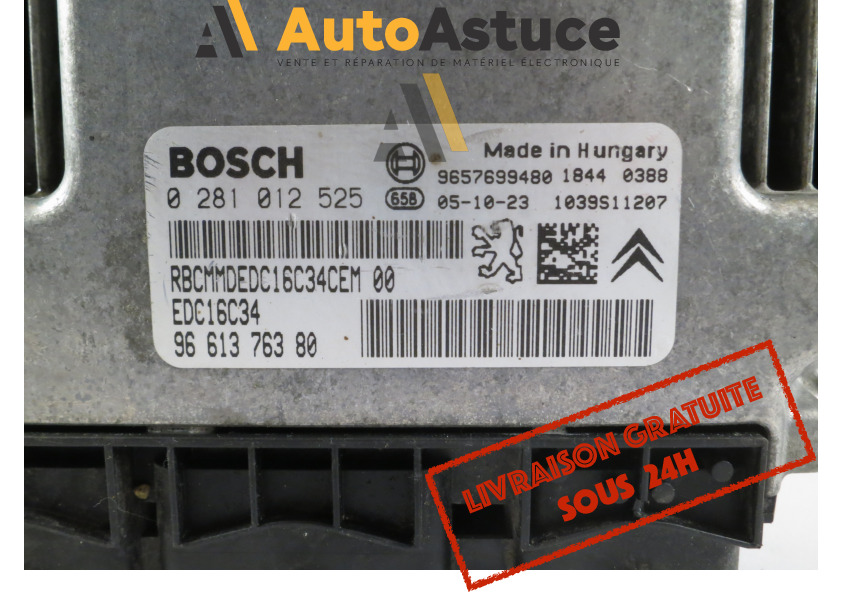 AutoAstuce
VENTE ET RÉPARATION DE MATÉRIEL ÉLECTRONIQUE
BOSCH
Made in Hungary
9657699480 1844 0388
0 281 012 525
658
05-10-23 1039S11207
RBCMMDEDC16C34CEM 00
EDC16C34
96 613 763 80
LIVRAISON GRATUITE
SOUS 24H